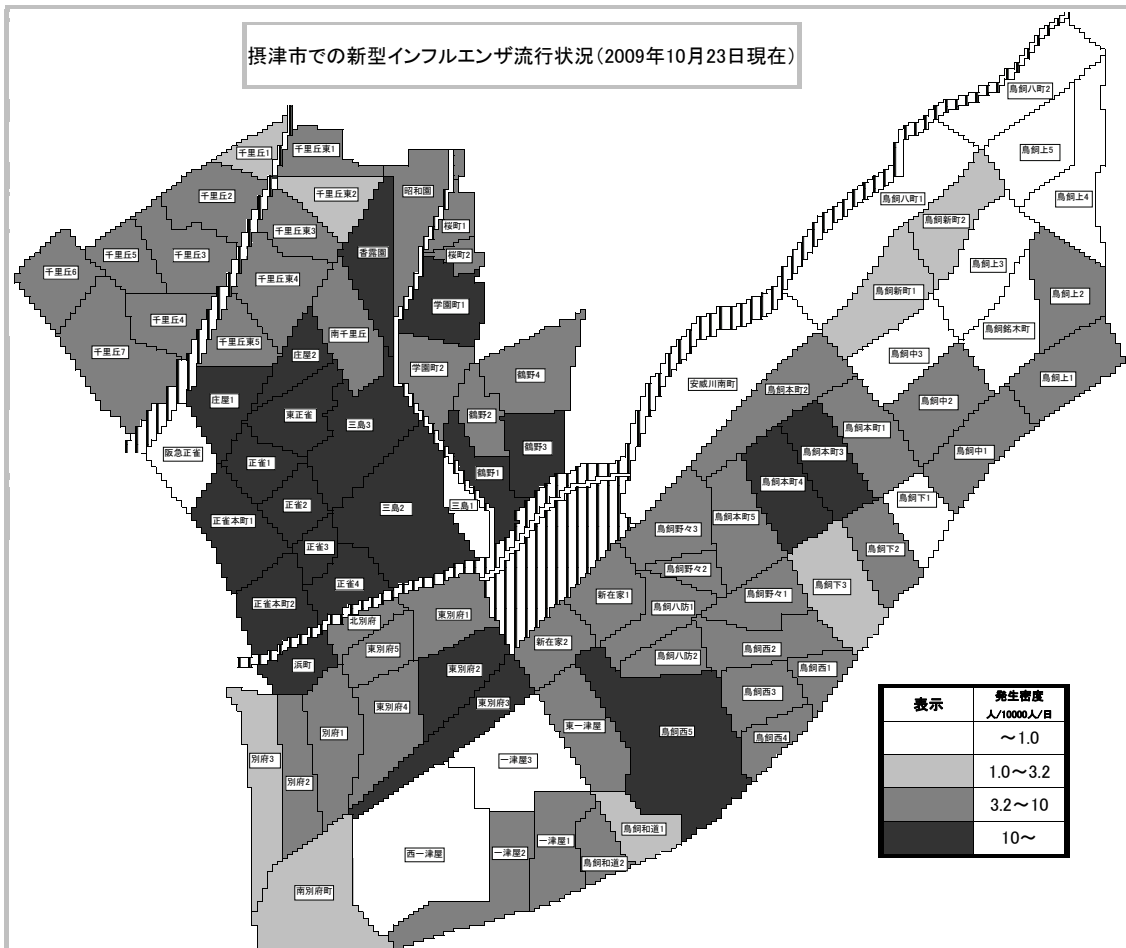 摂津市での新型インフルエンザ流行状況(2009年10月23日現在)
鳥飼八町2
千里丘1
千里丘東1
鳥飼上5
千里丘2
千里丘東2
昭和園
鳥飼八町1
鳥飼上4
千里丘東3
桜町1
鳥飼新町2
千里丘5
千里丘3
香露園
桜町2
千里丘6
千里丘東4
鳥飼上3
鳥飼新町1
鳥飼上2
学園町1
千里丘4
南千里丘
鳥飼銘木町
千里丘東5
千里丘7
庄屋2
鳥飼中3
学園町2
鶴野4
安威川南町
鳥飼本町2
鳥飼上1
庄屋1
東正雀
鶴野2
鳥飼中2
三島3
鳥飼本町1
阪急正雀
鶴野3
鳥飼本町3
鳥飼中1
正雀1
鶴野1
鳥飼本町4
正雀2
三島2
三島1
鳥飼下1
正雀本町1
鳥飼本町5
鳥飼野々3
正雀3
鳥飼下2
鳥飼野々2
正雀4
鳥飼下3
新在家1
鳥飼野々1
正雀本町2
鳥飼八防1
東別府1
北別府
新在家2
東別府5
鳥飼西2
鳥飼八防2
浜町
東別府2
鳥飼西1
鳥飼西3
東別府3
東別府4
東一津屋
鳥飼西5
別府1
鳥飼西4
別府3
一津屋3
別府2
鳥飼和道1
一津屋1
西一津屋
一津屋2
鳥飼和道2
南別府町
表示
発生密度
人/10000人/日
～1.0
1.0～3.2
3.2～10
10～